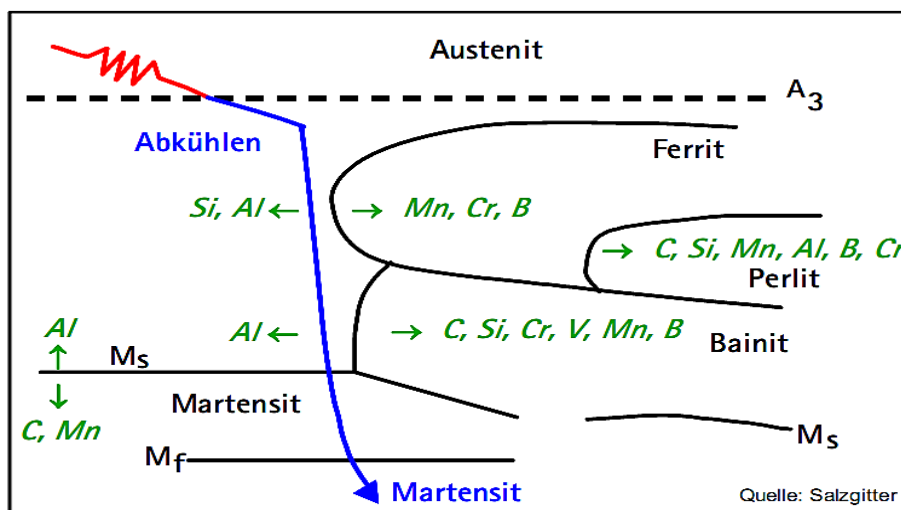 Austenit
A3
Abkühlen
Ferrit
Si, Al ← → Mn, Cr, B
→ C, Si, Mn, Al, B, Cr
Perlit
Al
↑
Al ← → C, Si, Cr, V, Mn, B
Bainit
Ms
↓
Martensit
C, Mn
Ms
Mf
Martensit
Quelle: Salzgitter